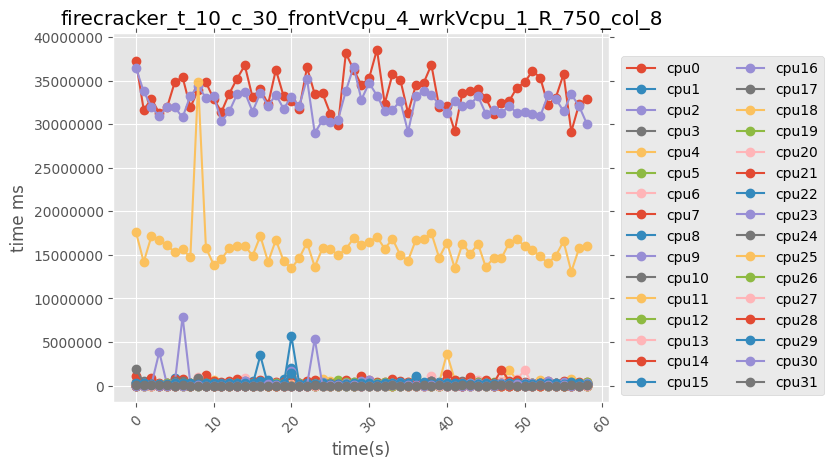 firecracker_t_10_c_30_frontVcpu_4_wrkVcpu_1_R_750_col_8
40000000
35000000
30000000
25000000
20000000
15000000
10000000
5000000
0
time ms
0
10
20
30
40
50
60
time(s)
cpu0
cpu1
cpu2
cpu3
cpu4
cpu5
cpu6
cpu7
cpu8
cpu9
cpu10
cpu11
cpu12
cpu13
cpu14
cpu15
cpu16
cpu17
cpu18
cpu19
cpu20
cpu21
cpu22
cpu23
cpu24
cpu25
cpu26
cpu27
cpu28
cpu29
cpu30
cpu31